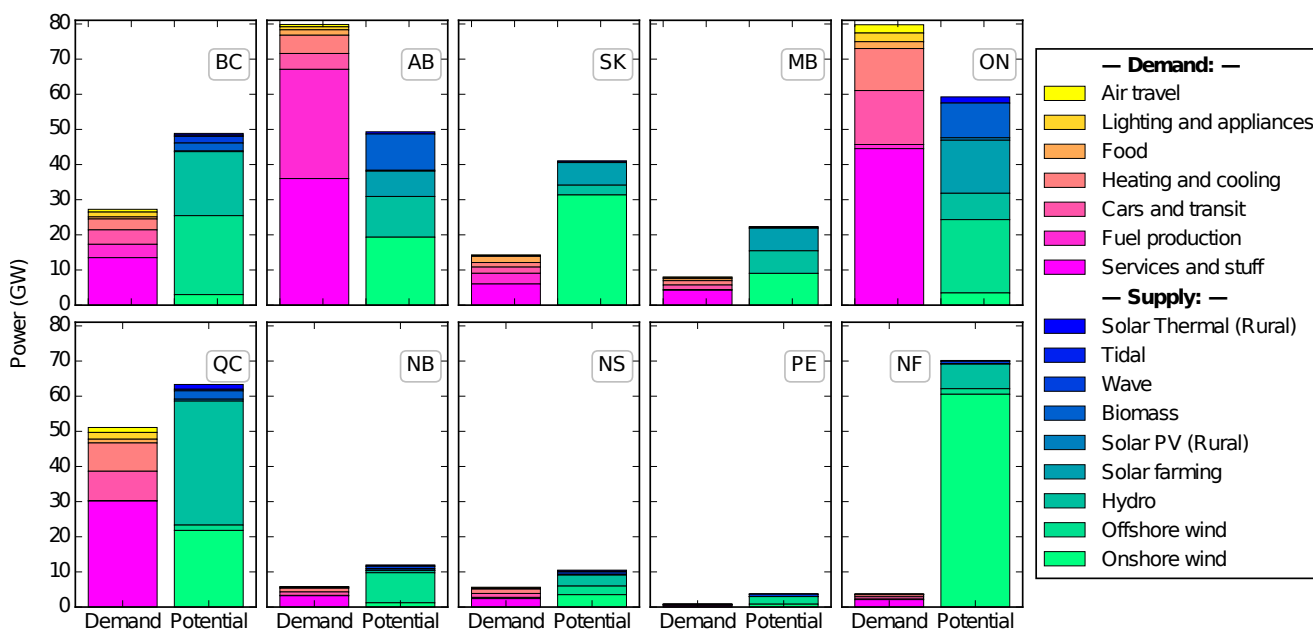 80
70
60
50
40
30
20
10
0
BC
AB
SK
MB
ON
Power (GW)
80
70
60
50
40
30
20
10
0
QC
NB
NS
PE
NF
Demand Potential
Demand Potential
Demand Potential
Demand Potential
Demand Potential
— Demand: —
Air travel
Lighting and appliances
Food
Heating and cooling
Cars and transit
Fuel production
Services and stuff
— Supply: —
Solar Thermal (Rural)
Tidal
Wave
Biomass
Solar PV (Rural)
Solar farming
Hydro
Offshore wind
Onshore wind